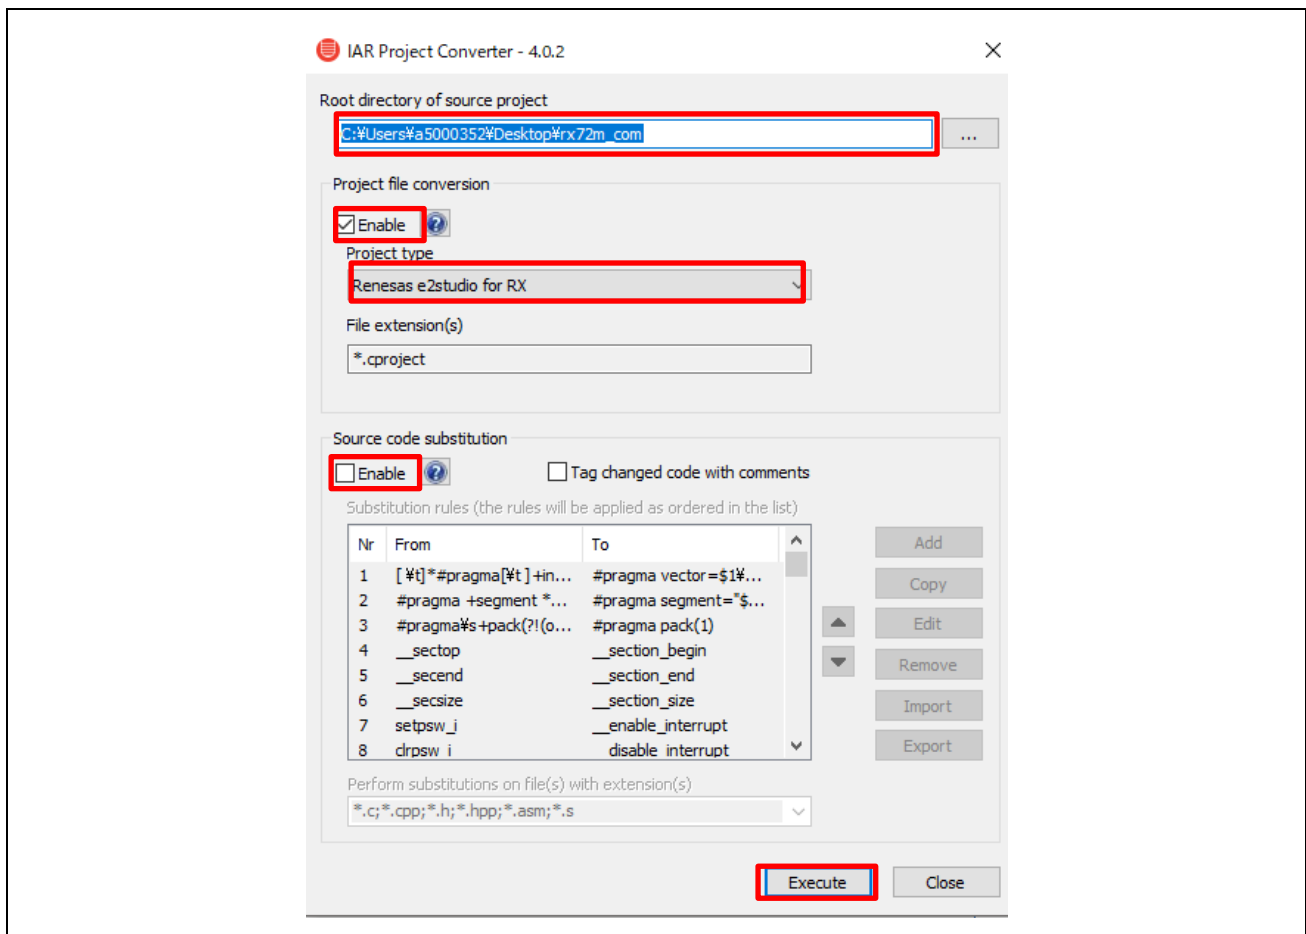 IAR Project Converter - 4.0.2
Root directory of source project
C:¥Users¥a5000352¥Desktop¥rx72m_com ...
Project file conversion
Enable
Project type
Renesas e2studio for RX
File extension(s)
*.cproject
Source code substitution
Enable Tag changed code with comments
Substitution rules (the rules will be applied as ordered in the list)
Nr From To
1 [ ¥t]*#pragma[¥t ]+in... #pragma vector=$1¥...
2 #pragma +segment *... #pragma segment="$...
3 #pragma¥s+pack(?!(o... #pragma pack(1)
4 __sectop __section_begin
5 __secend __section_end
6 __secsize __section_size
7 setpsw_i __enable_interrupt
8 clrpsw_i __disable_interrupt
Add
Copy
Edit
Remove
Import
Export
Perform substitutions on file(s) with extension(s)
*.c;*.cpp;*.h;*.hpp;*.asm;*.s
Execute Close